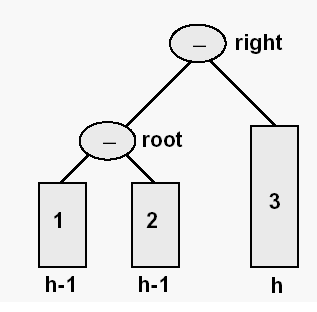 – right
– root
1 2 3
h-1 h-1 h